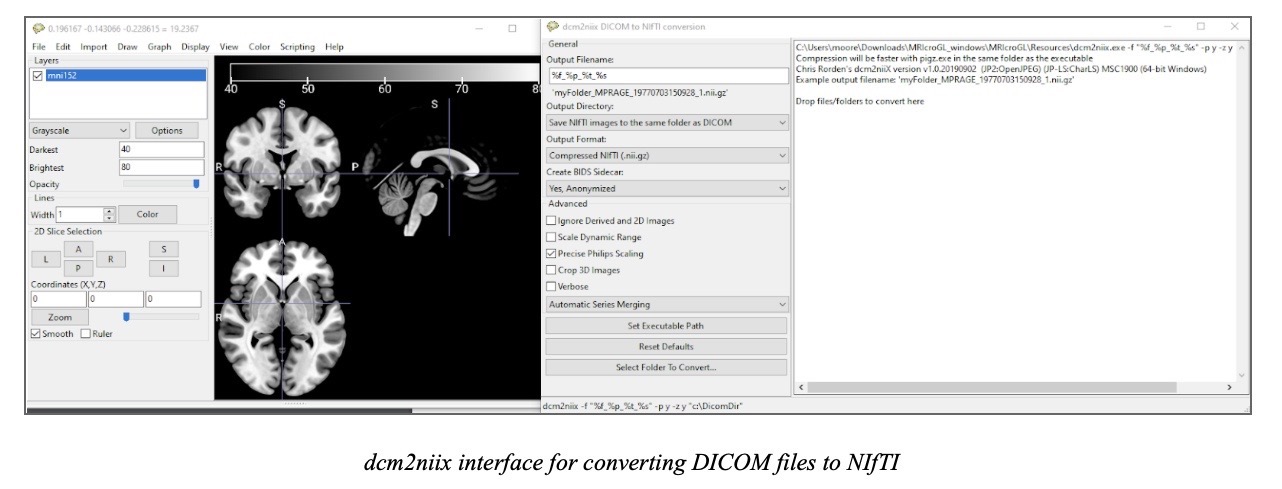 0.196167 -0.143066 -0.228615 = 19.2367
File Edit Import Draw Graph Display View Color Scripting Help
Layers
mni152
Grayscale Options
Darkest 40
Brightest 80
Opacity
Lines
Width 1 Color
2D Slice Selection
A S
L R
P I
Coordinates (X,Y,Z)
0 0 0
Zoom
Smooth Ruler
40 50 60 70 80
S S
R P
A
R
dcm2niix DICOM to NIfTI conversion
General
Output Filename:
%f_%p_%t_%s
'myFolder_MPRAGE_19770703150928_1.nii.gz'
Output Directory:
Save NIfTI images to the same folder as DICOM
Output Format:
Compressed NIfTI (.nii.gz)
Create BIDS Sidecar:
Yes, Anonymized
Advanced
Ignore Derived and 2D Images
Scale Dynamic Range
Precise Philips Scaling
Crop 3D Images
Verbose
Automatic Series Merging
Set Executable Path
Reset Defaults
Select Folder To Convert...
C:\Users\moore\Downloads\MRIcroGL_windows\MRIcroGL\Resources\dcm2niix.exe -f "%f_%p_%t_%s" -p y -z y
Compression will be faster with pigz.exe in the same folder as the executable
Chris Rorden's dcm2niiX version v1.0.20190902 (JP2:OpenJPEG) (JP-LS:CharLS) MSC1900 (64-bit Windows)
Example output filename: 'myFolder_MPRAGE_19770703150928_1.nii.gz'
Drop files/folders to convert here
dcm2niix -f "%f_%p_%t_%s" -p y -z y "c:\DicomDir"
dcm2niix interface for converting DICOM files to NIfTI